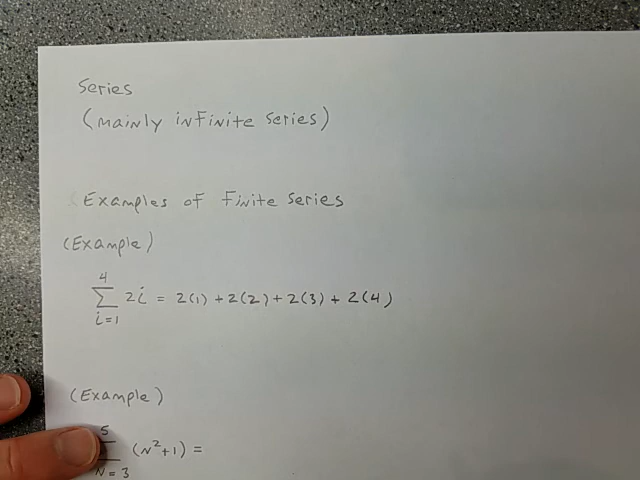 Series
(Mainly infinite series)
(Examples of Finite Series
(Example)
4
∑ 2i = 2(1) + 2(2) + 2(3) + 2(4)
i=1
(Example)
5
(N²+1) =
N=3